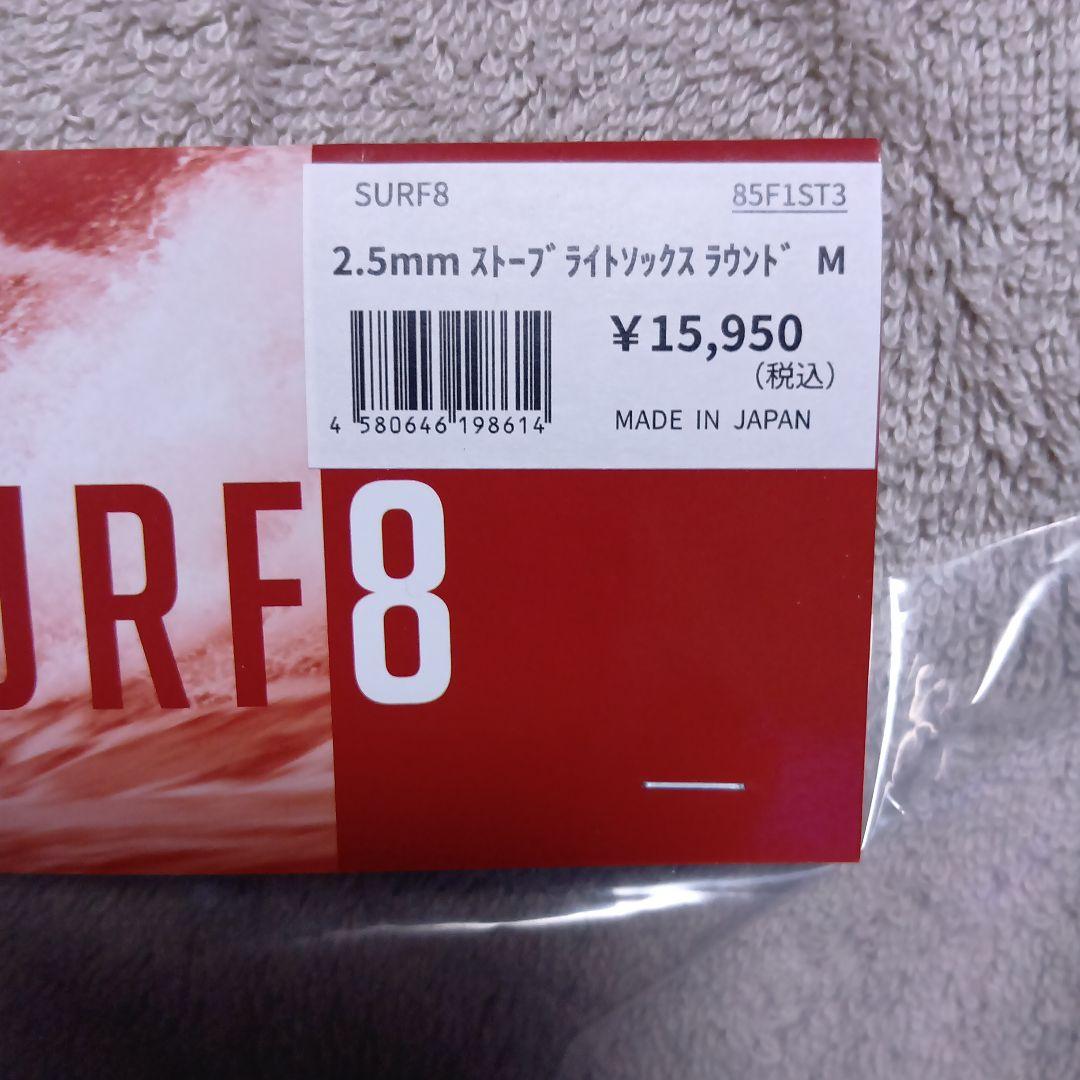 SURF8 85F1ST3
2.5mm ｽﾄｰﾌﾞ ﾗｲﾄｿｯｸｽ ﾗｳﾝﾄﾞ M
￥15,950
(税込)
4 580646 198614
MADE IN JAPAN
URF8